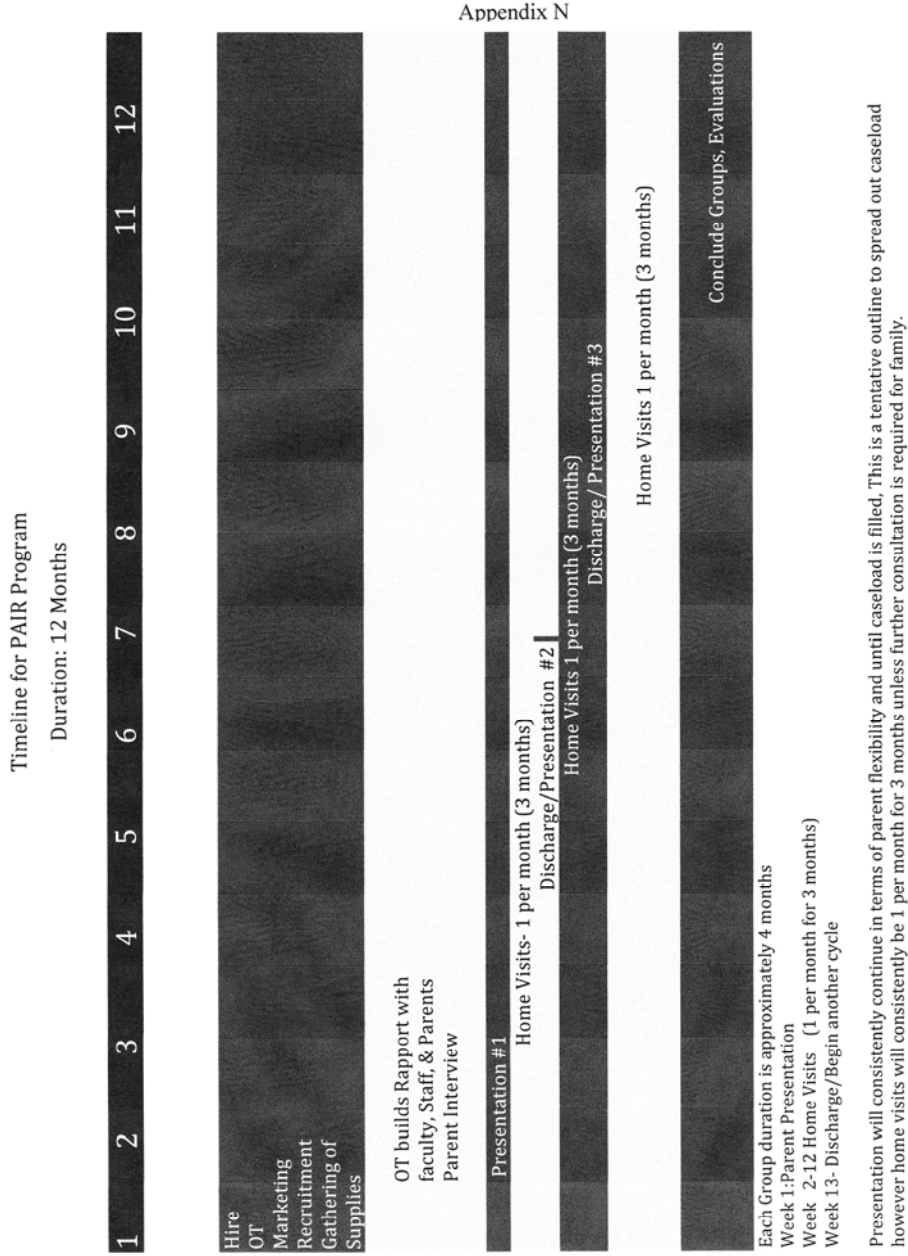 Appendix N
Timeline for PAIR Program
Duration: 12 Months
1 2 3 4 5 6 7 8 9 10 11 12
Hire
OT
Marketing
Recruitment
Gathering of
Supplies
OT builds Rapport with
faculty, Staff, & Parents
Parent Interview
Presentation #1
Home Visits- 1 per month (3 months)
Discharge/Presentation #2
Home Visits 1 per month (3 months)
Discharge/ Presentation #3
Home Visits 1 per month (3 months)
Conclude Groups, Evaluations
Each Group duration is approximately 4 months
Week 1:Parent Presentation
Week 2-12 Home Visits (1 per month for 3 months)
Week 13- Discharge/Begin another cycle
Presentation will consistently continue in terms of parent flexibility and until caseload is filled, This is a tentative outline to spread out caseload
however home visits will consistently be 1 per month for 3 months unless further consultation is required for family.